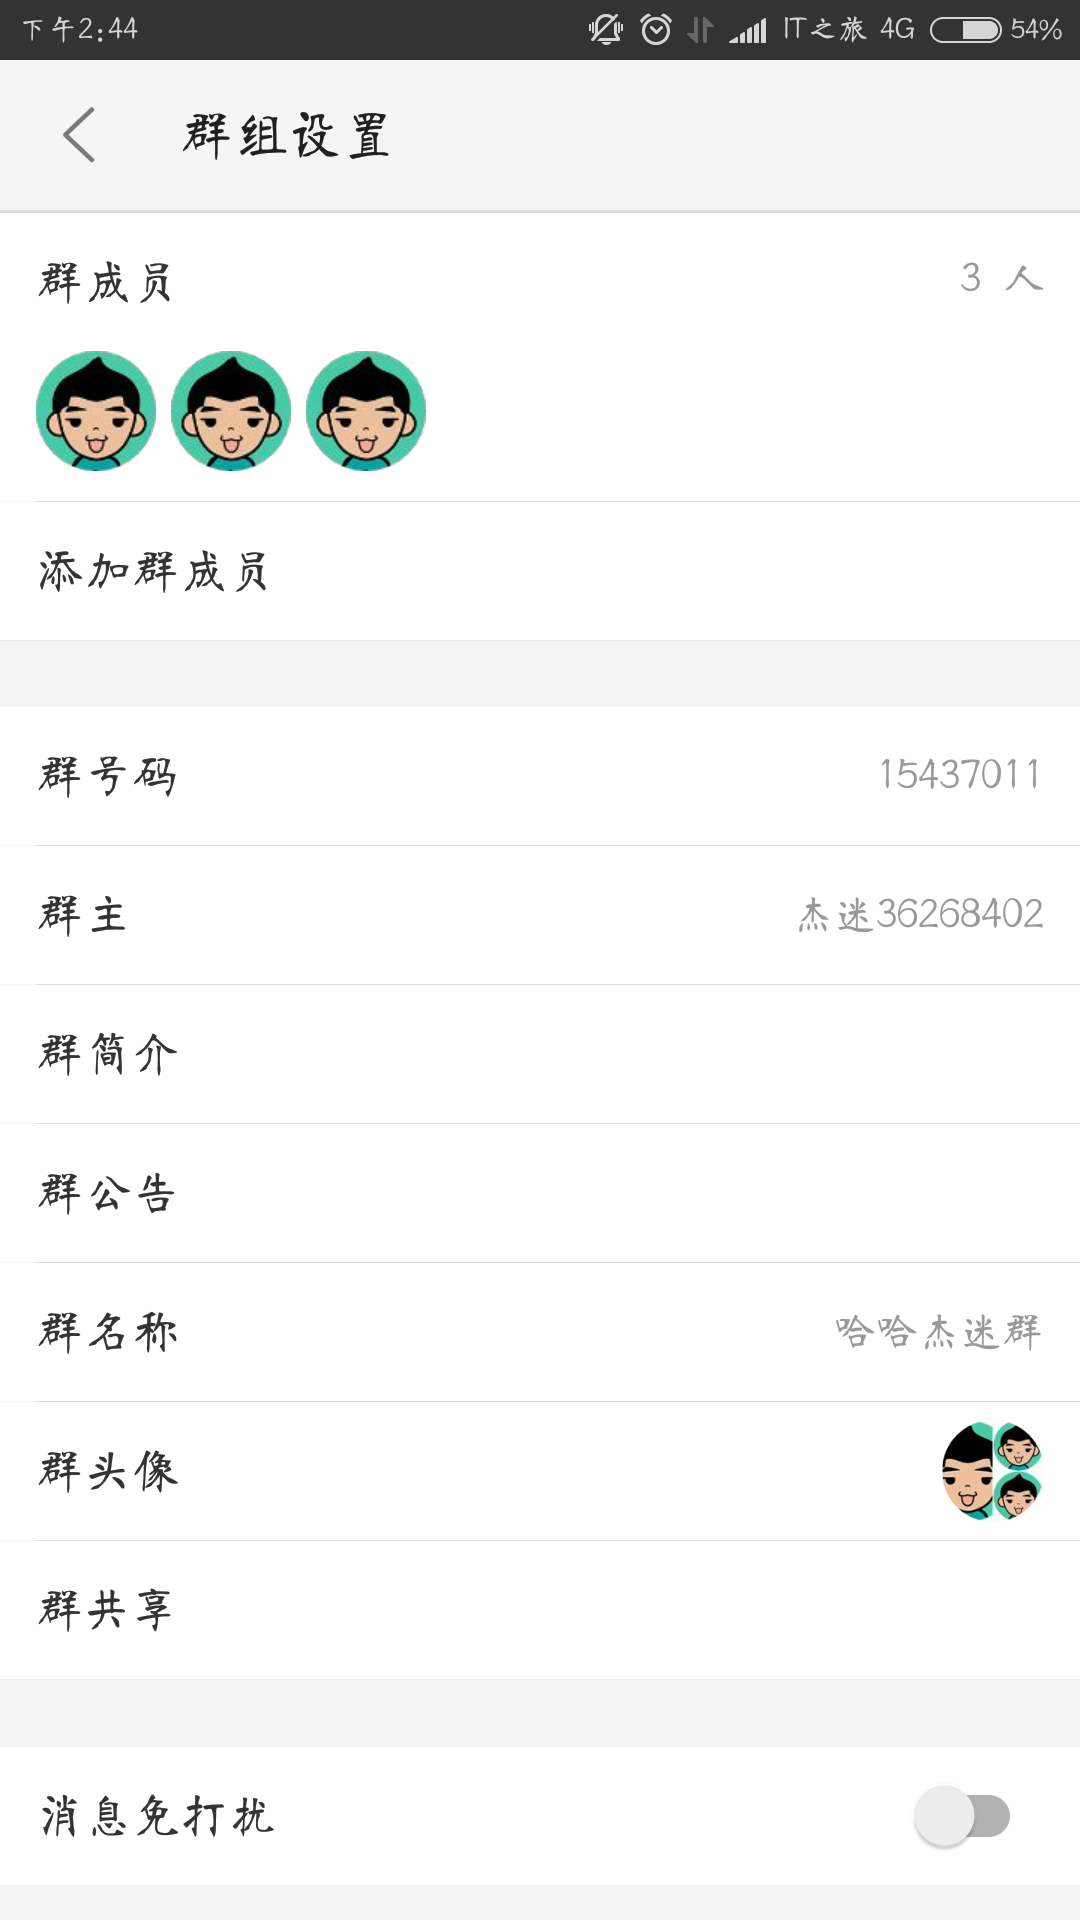 下午2:44 IT之旅 4G 54%
群组设置
群成员 3 人
添加群成员
群号码 15437011
群主 杰迷36268402
群简介
群公告
群名称 哈哈杰迷群
群头像
群共享
消息免打扰